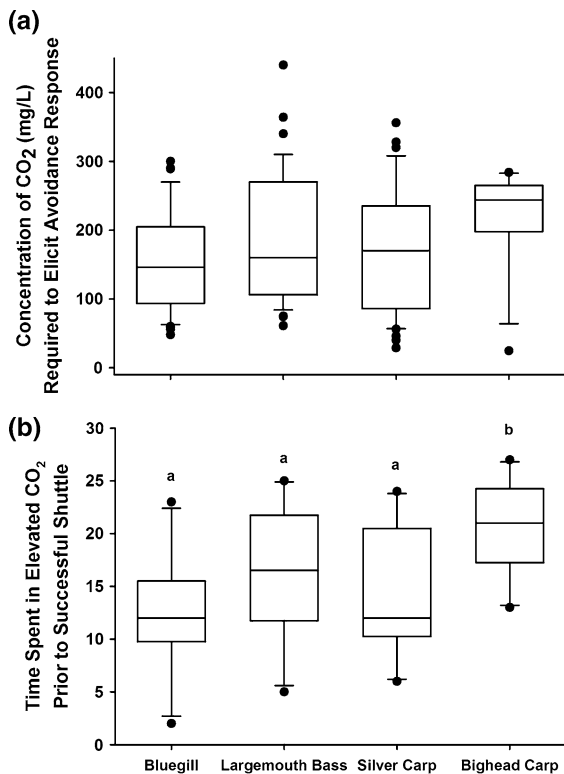 (a)
Concentration of CO2 (mg/L)
Required to Elicit Avoidance Response
400
300
200
100
0
(b)
Time Spent in Elevated CO2
Prior to Successful Shuttle
30
25
20
15
10
5
0
a
a
a
b
Bluegill
Largemouth Bass
Silver Carp
Bighead Carp